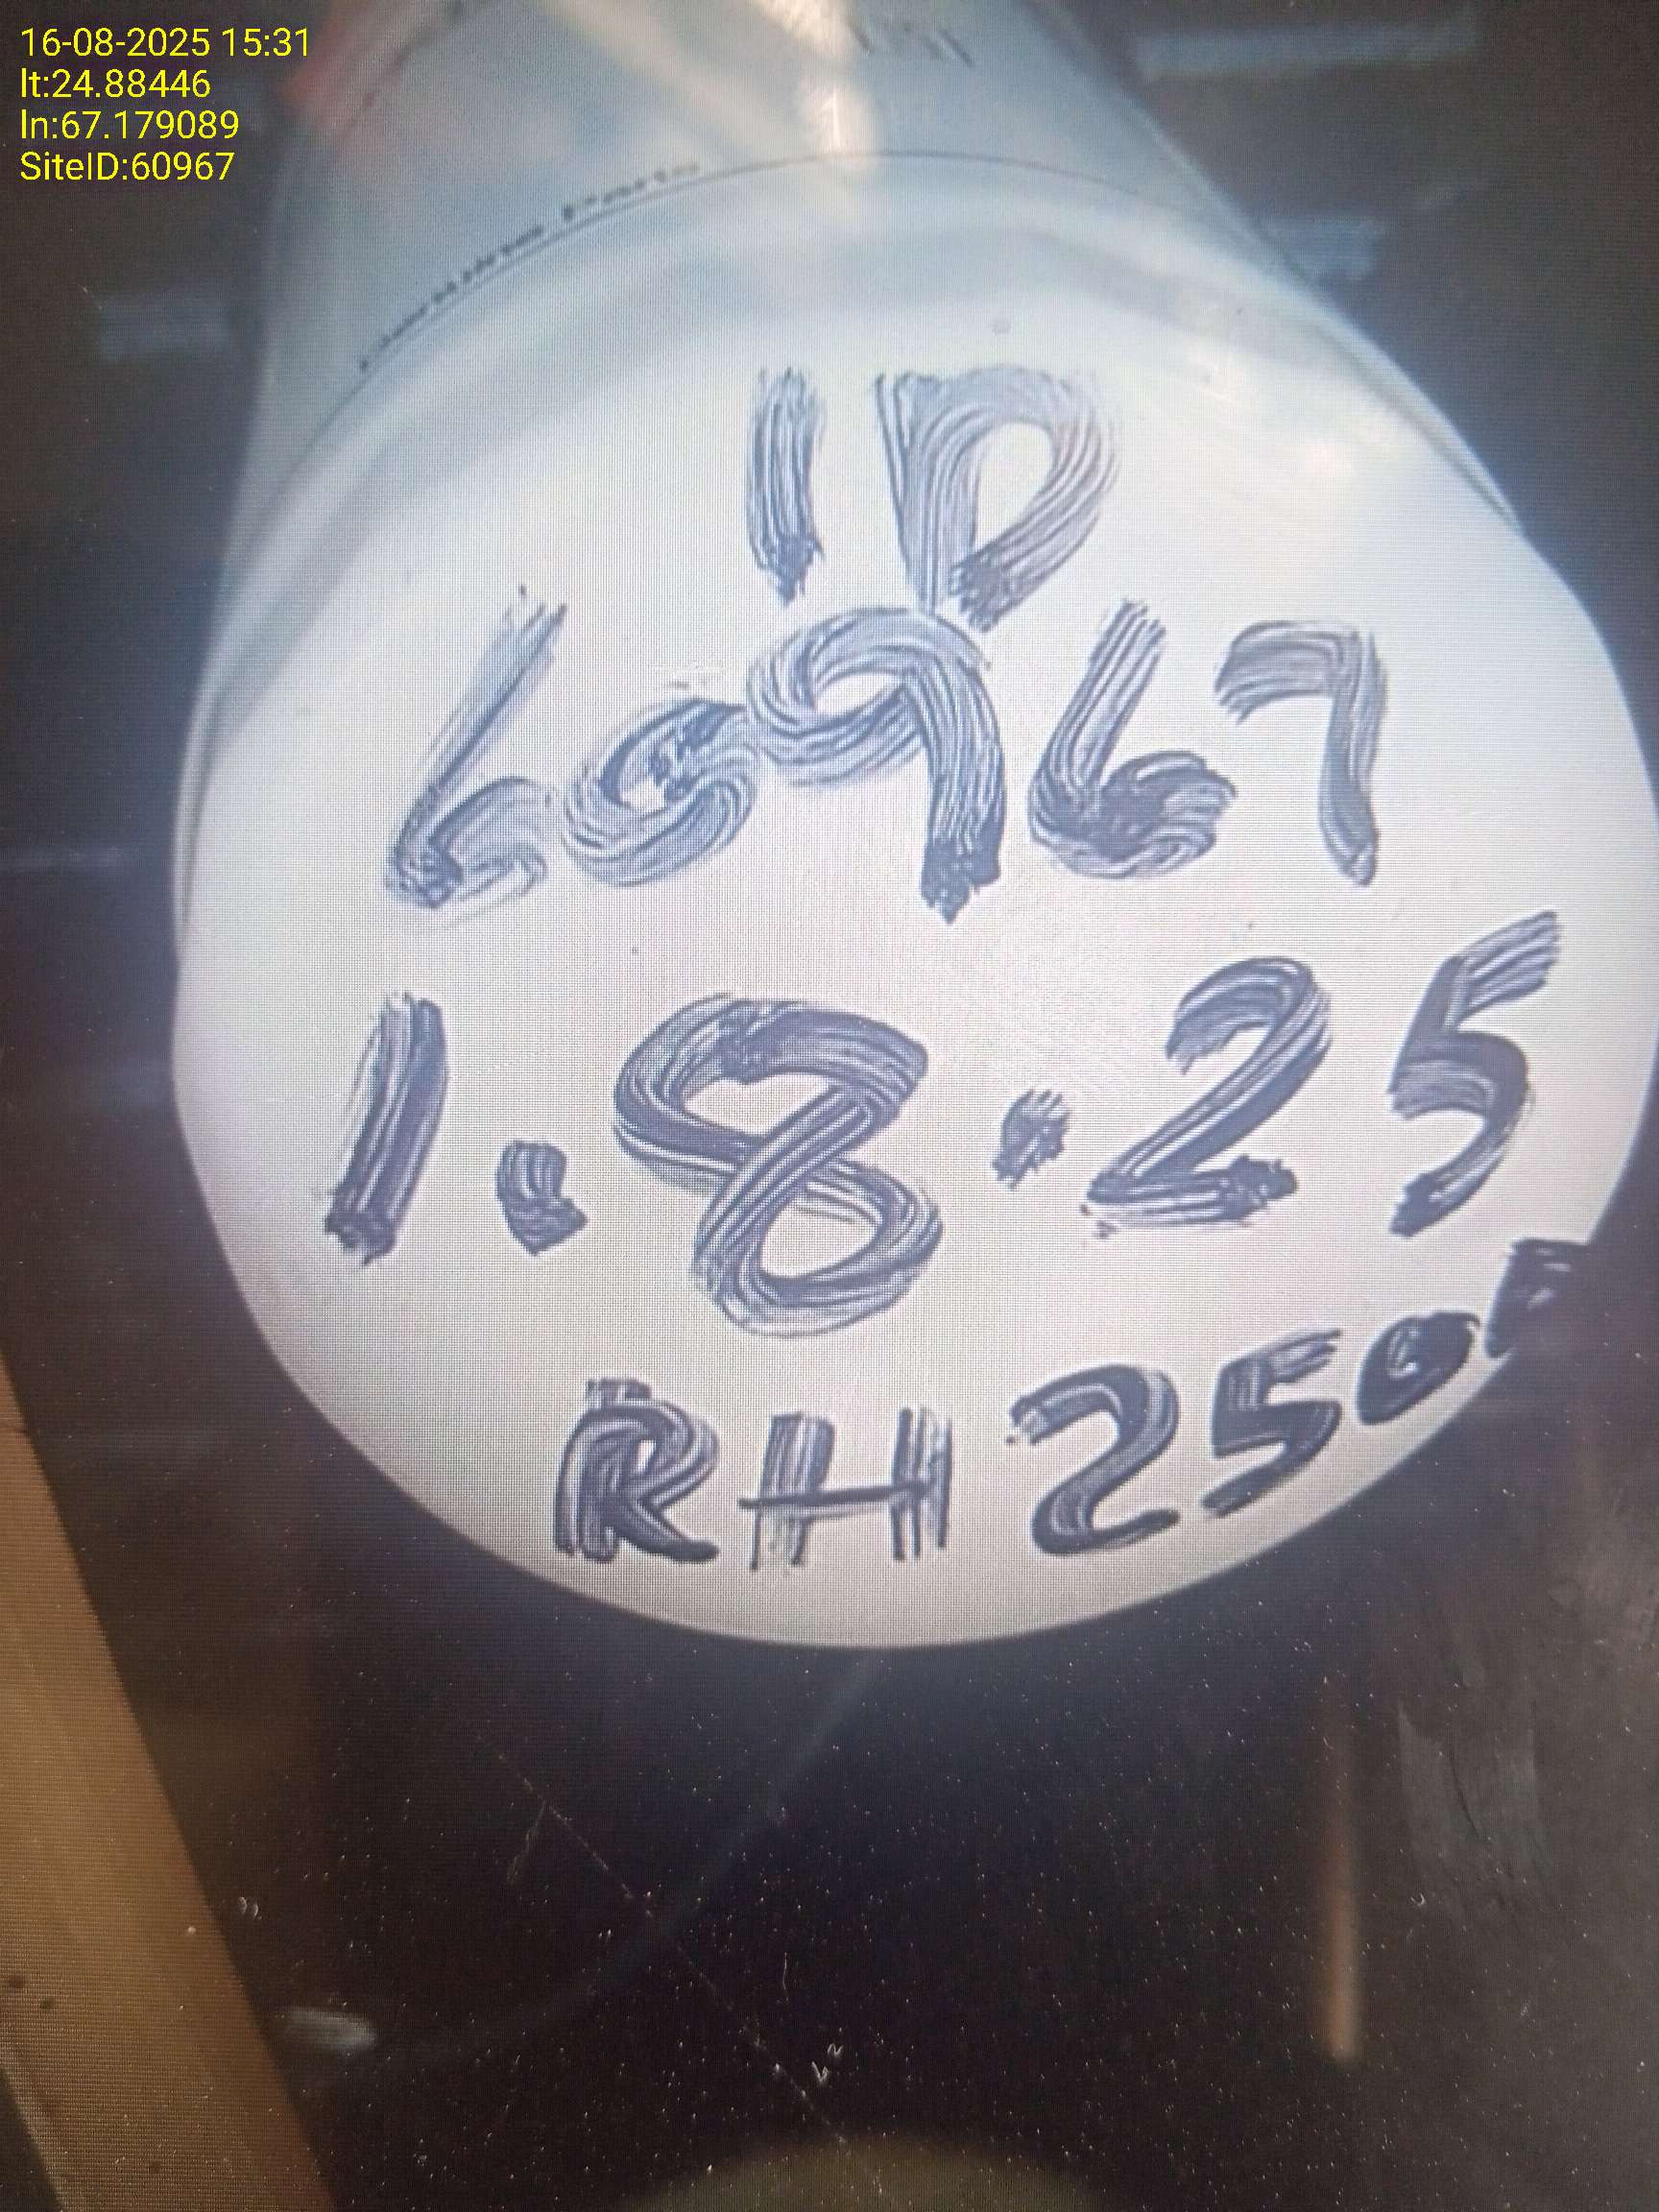 16-08-2025 15:31
lt:24.88446
ln:67.179089
SiteID:60967
ID
60967
1.8.25
RH 250